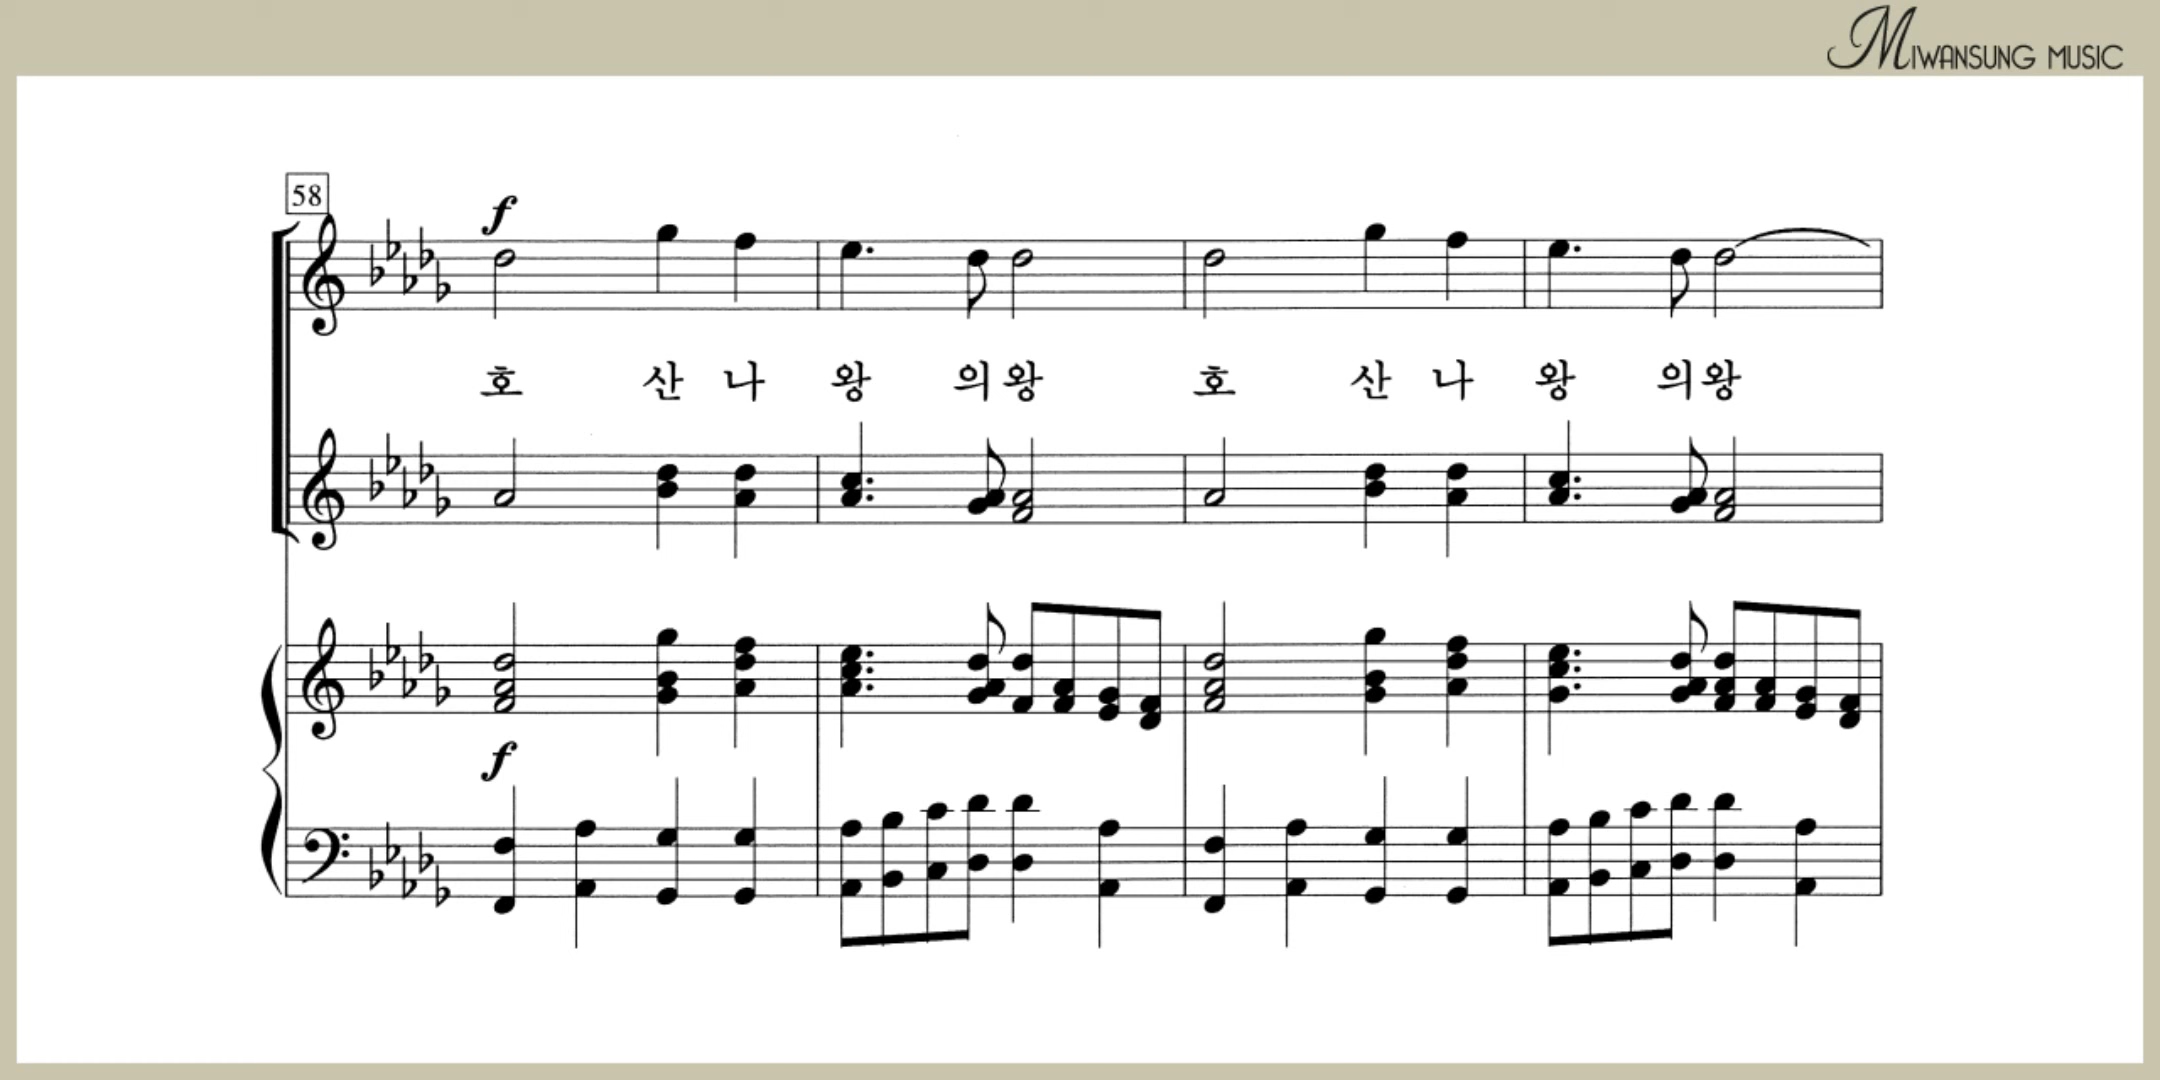 MIWANSUNG MUSIC
58
f
호 산 나 왕 의 왕 호 산 나 왕 의 왕
f